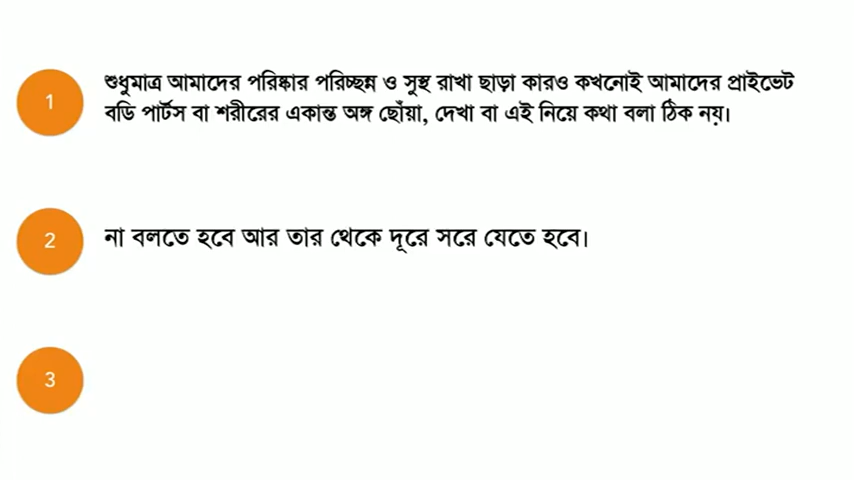 1
শুধুমাত্র আমাদের পরিষ্কার পরিচ্ছন্ন ও সুস্থ রাখা ছাড়া কারও কখনোই আমাদের প্রাইভেট
বডি পার্টস বা শরীরের একান্ত অঙ্গ ছোঁয়া, দেখা বা এই নিয়ে কথা বলা ঠিক নয়।
2
না বলতে হবে আর তার থেকে দূরে সরে যেতে হবে।
3